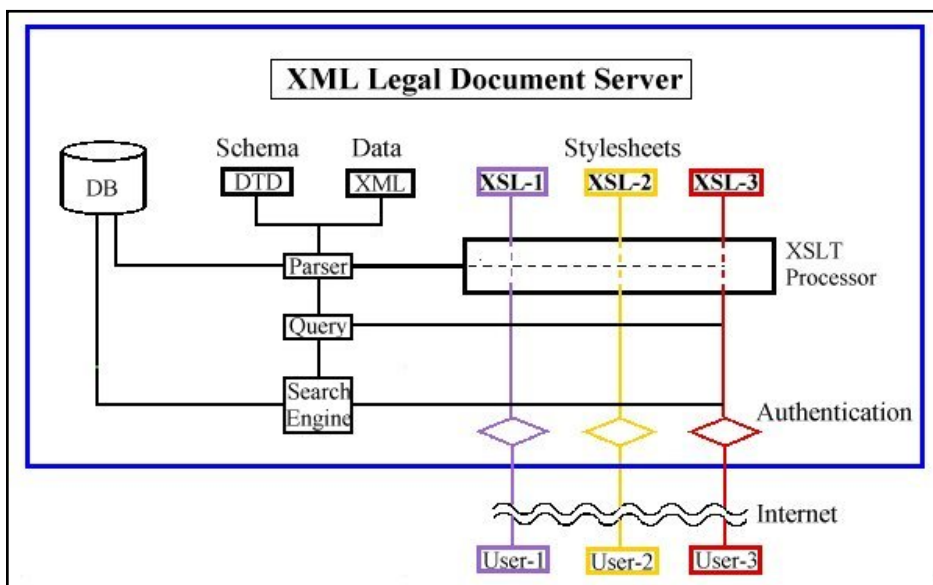 XML Legal Document Server
Schema
Data
Stylesheets
DB
DTD
XML
XSL-1
XSL-2
XSL-3
Parser
XSLT
Processor
Query
Search
Engine
Authentication
Internet
User-1
User-2
User-3